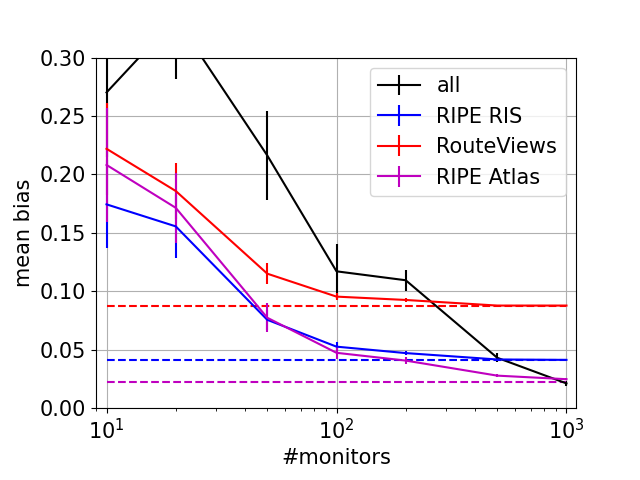 0.30
0.25
0.20
0.15
0.10
0.05
0.00
mean bias
all
RIPE RIS
RouteViews
RIPE Atlas
10¹
10²
10³
#monitors